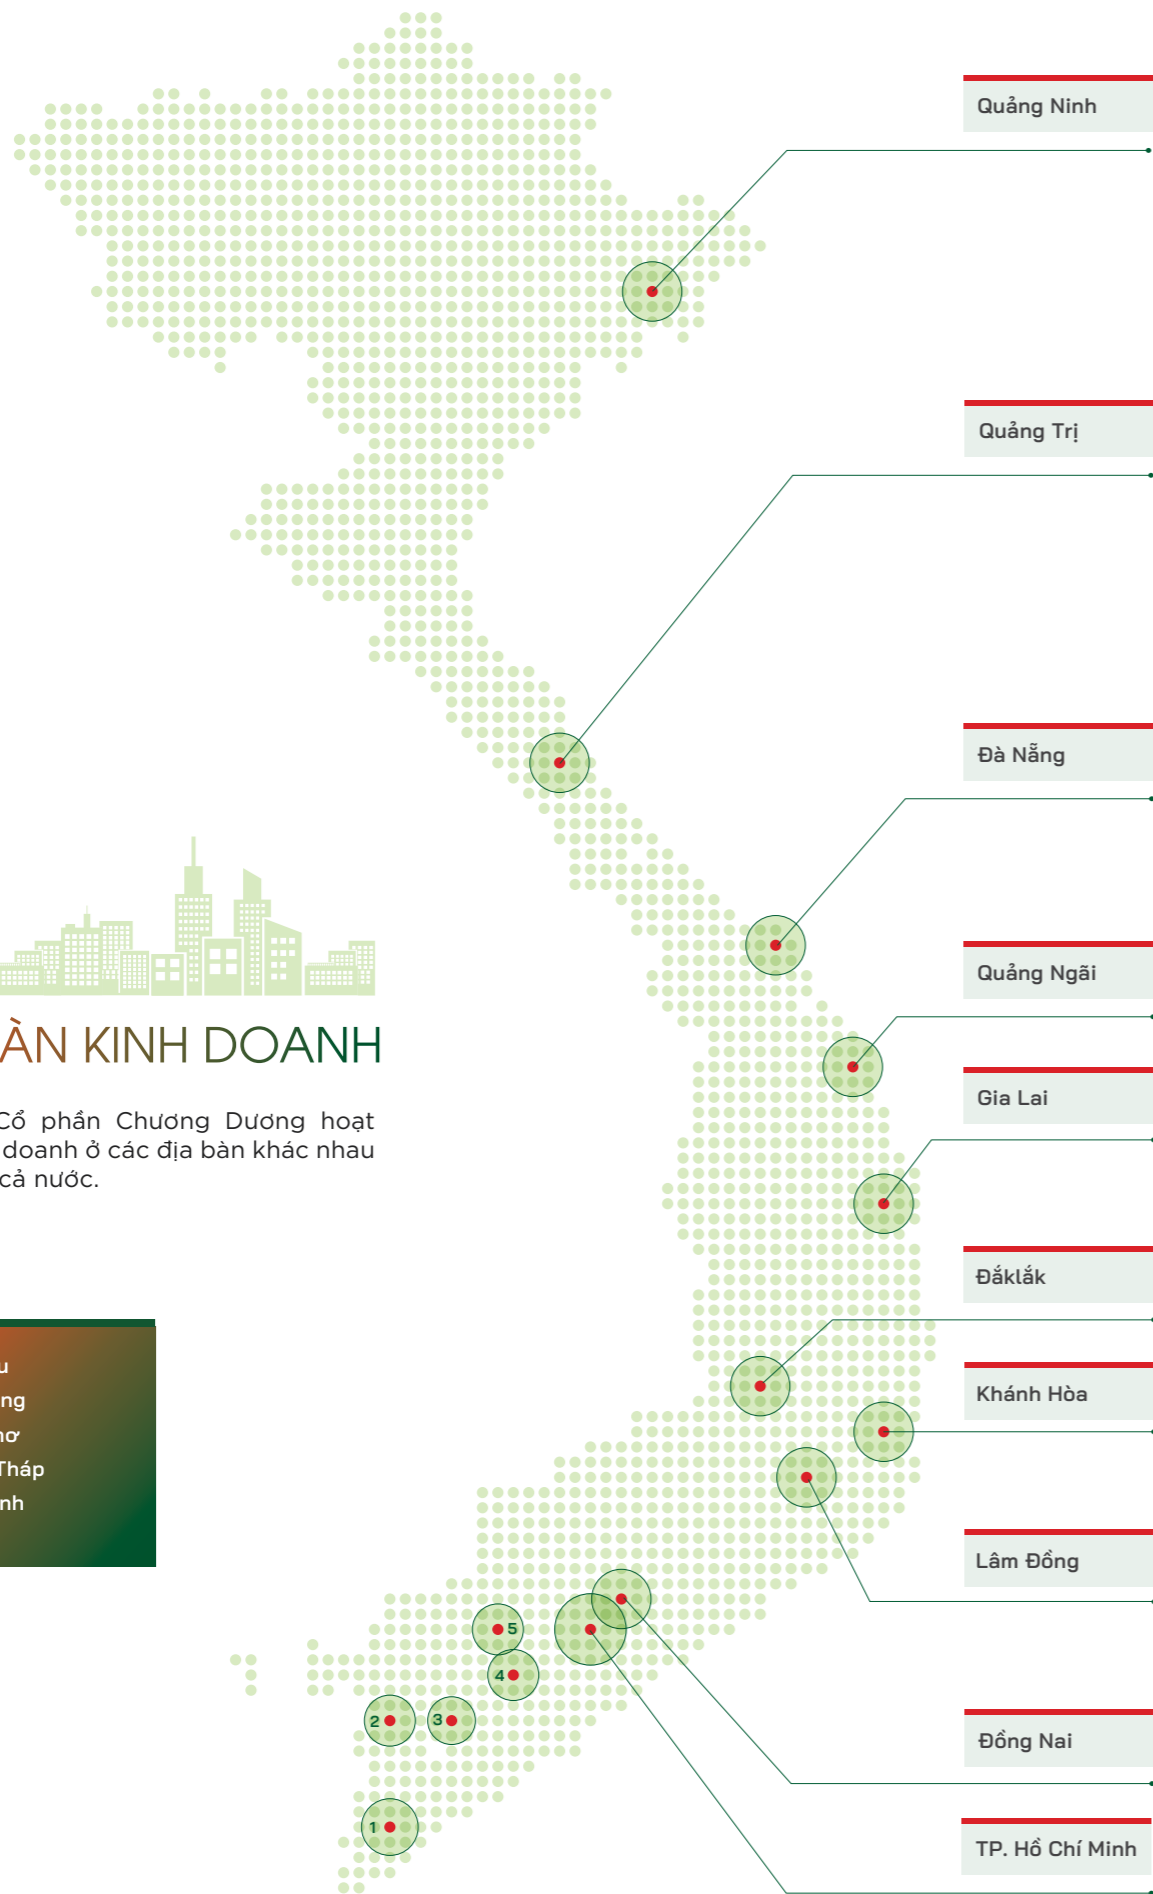 Quảng Ninh
Quảng Trị
Đà Nẵng
Quảng Ngãi
ÀN KINH DOANH
Gia Lai
Cổ phần Chương Dương hoạt
doanh ở các địa bàn khác nhau
cả nước.
Đắklắk
Khánh Hòa
u
ng
hơ
Tháp
nh
Lâm Đồng
5
4
2
3
1
Đồng Nai
TP. Hồ Chí Minh